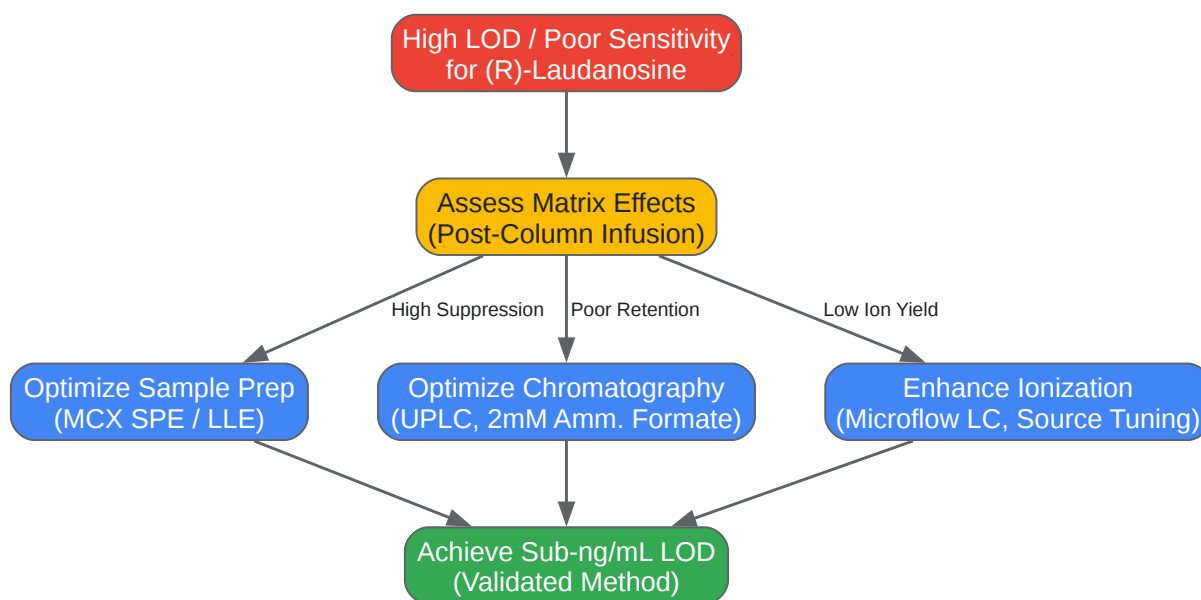 High LOD / Poor Sensitivity
for (R)-Laudanosine
Assess Matrix Effects
(Post-Column Infusion)
High Suppression
Poor Retention
Low Ion Yield
Optimize Sample Prep
(MCX SPE / LLE)
Optimize Chromatography
(UPLC, 2mM Amm. Formate)
Enhance Ionization
(Microflow LC, Source Tuning)
Achieve Sub-ng/mL LOD
(Validated Method)